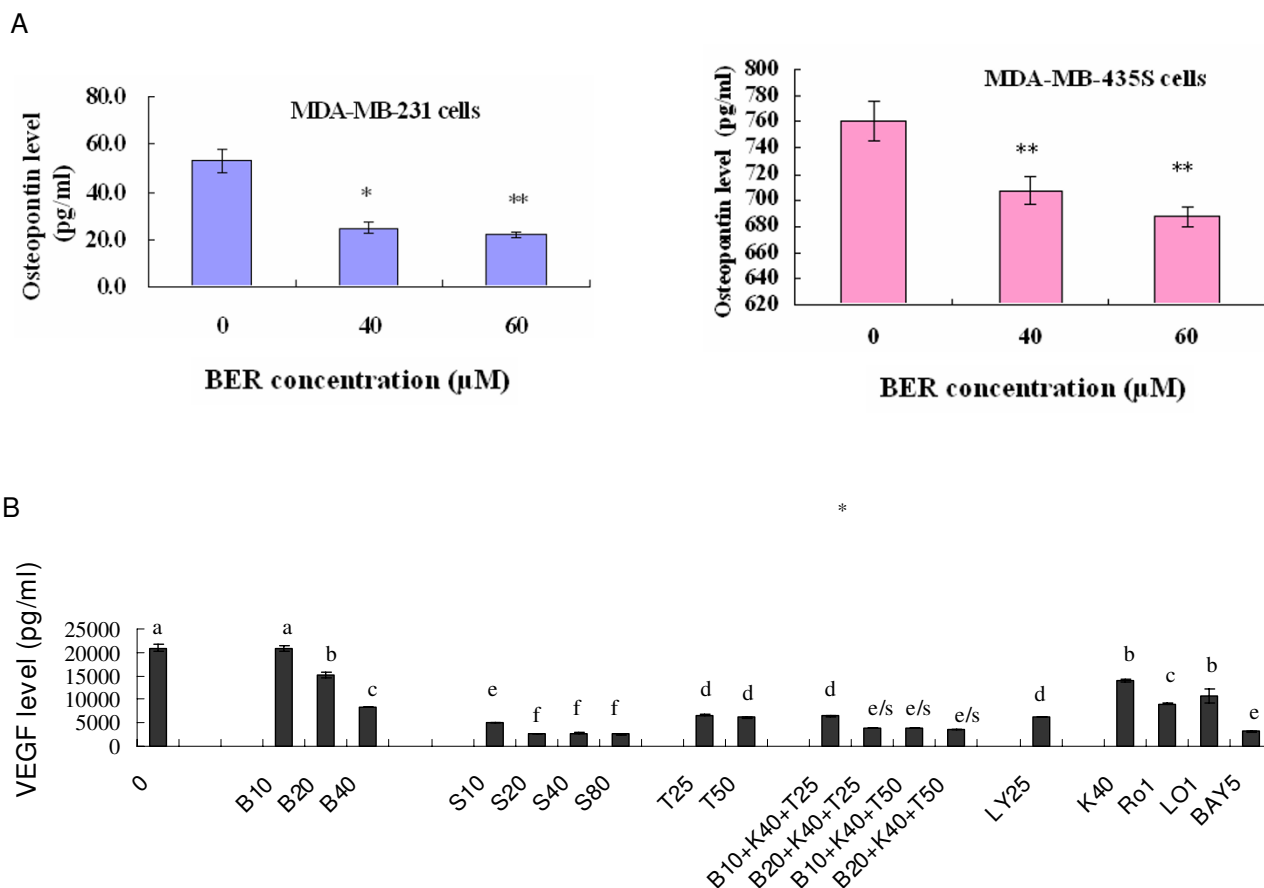 A
MDA-MB-231 cells
Osteopontin level
(pg/ml)
80.0
60.0
40.0
20.0
0.0
*
**
0 40 60
BER concentration (µM)
MDA-MB-435S cells
Osteopontin level (pg/ml)
800
780
760
740
720
700
680
660
640
620
**
**
0 40 60
BER concentration (µM)
B
*
VEGF level (pg/ml)
25000
20000
15000
10000
5000
0
a a b c e f f f d d d e/s e/s e/s d b c b e
0
B10
B20
B40
S10
S20
S40
S80
T25
T50
B10+K40+T25
B20+K40+T25
B10+K40+T50
B20+K40+T50
LY25
K40
Ro1
LO1
BAY5